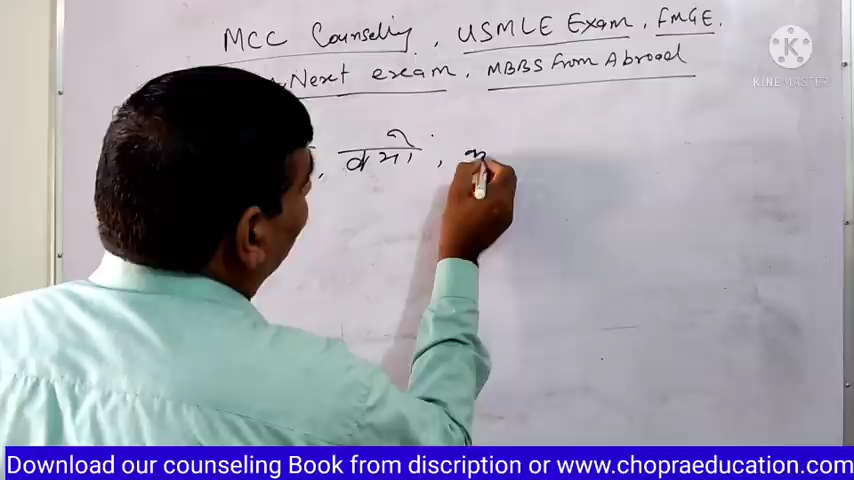 MCC Counseling, USMLE Exam, FMGE.
Next exam, MBBS from Abroad
KINEMASTER
Download our counseling Book from discription or www.chopraeducation.com